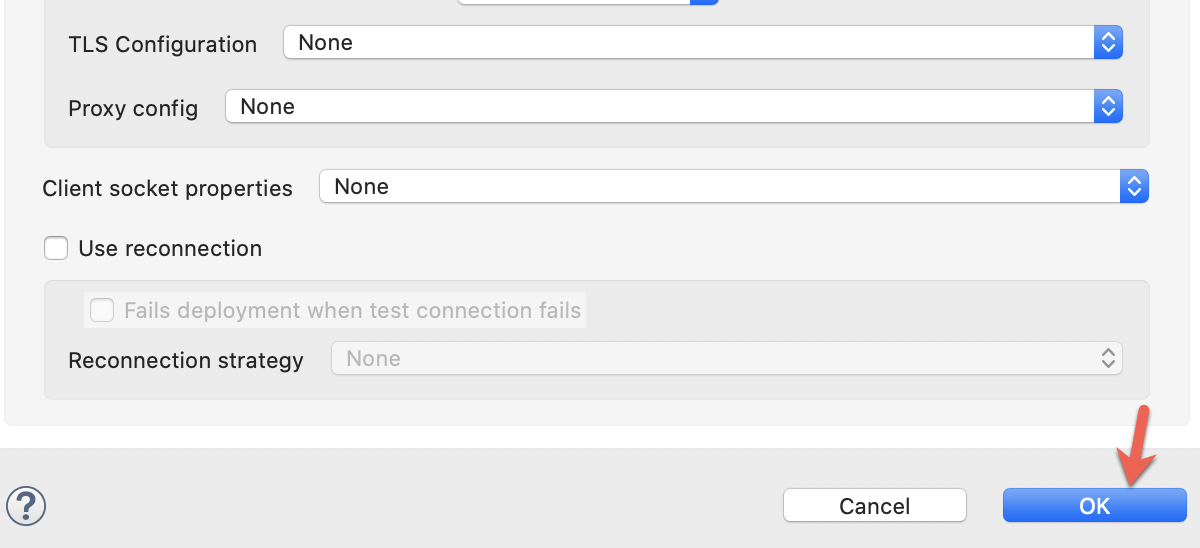 TLS Configuration None
Proxy config None
Client socket properties None
Use reconnection
Fails deployment when test connection fails
Reconnection strategy None
? Cancel OK